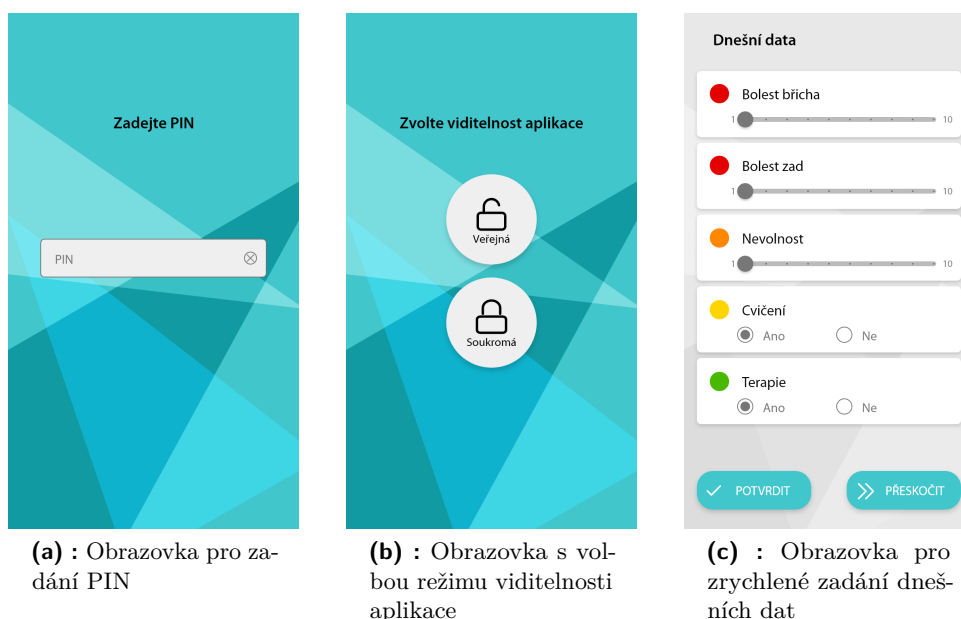 Zadejte PIN
PIN
(a) : Obrazovka pro za-
dání PIN
Zvolte viditelnost aplikace
Veřejná
Soukromá
(b) : Obrazovka s vol-
bou režimu viditelnosti
aplikace
Dnešní data
Bolest břicha
1 10
Bolest zad
1 10
Nevolnost
1 10
Cvičení
Ano Ne
Terapie
Ano Ne
POTVRDIT PŘESKOČIT
(c) : Obrazovka pro
zrychlené zadání dneš-
ních dat